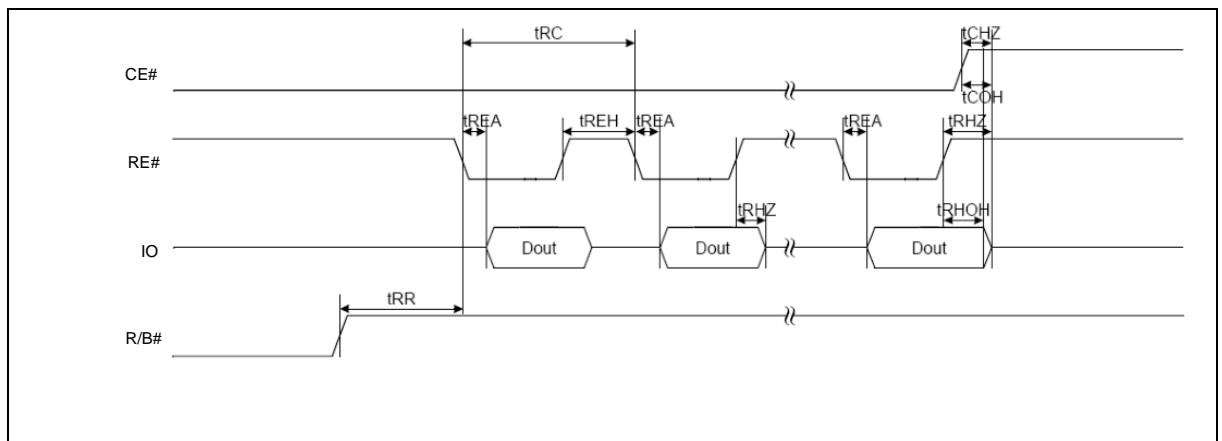 tRC
tCHZ
CE#
tCOH
tREA
tREH
tREA
tREA
tRHZ
RE#
tRHZ
tRHOH
IO
Dout
Dout
Dout
tRR
R/B#